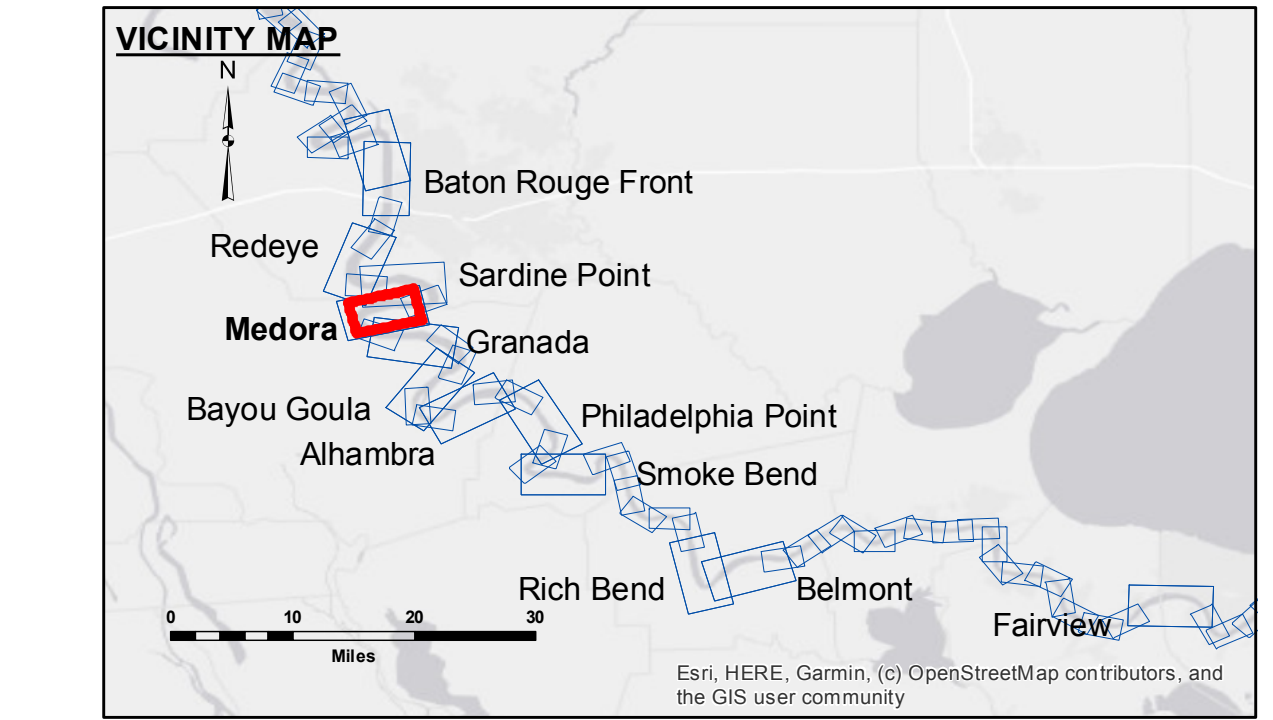 VICINITY MAP
N
Baton Rouge Front
Redeye
Sardine Point
Medora
Granada
Bayou Goula
Philadelphia Point
Alhambra
Smoke Bend
Rich Bend
Belmont
Fairview
0 10 20 30
Miles
Esri, HERE, Garmin, (c) OpenStreetMap contributors, and
the GIS user community